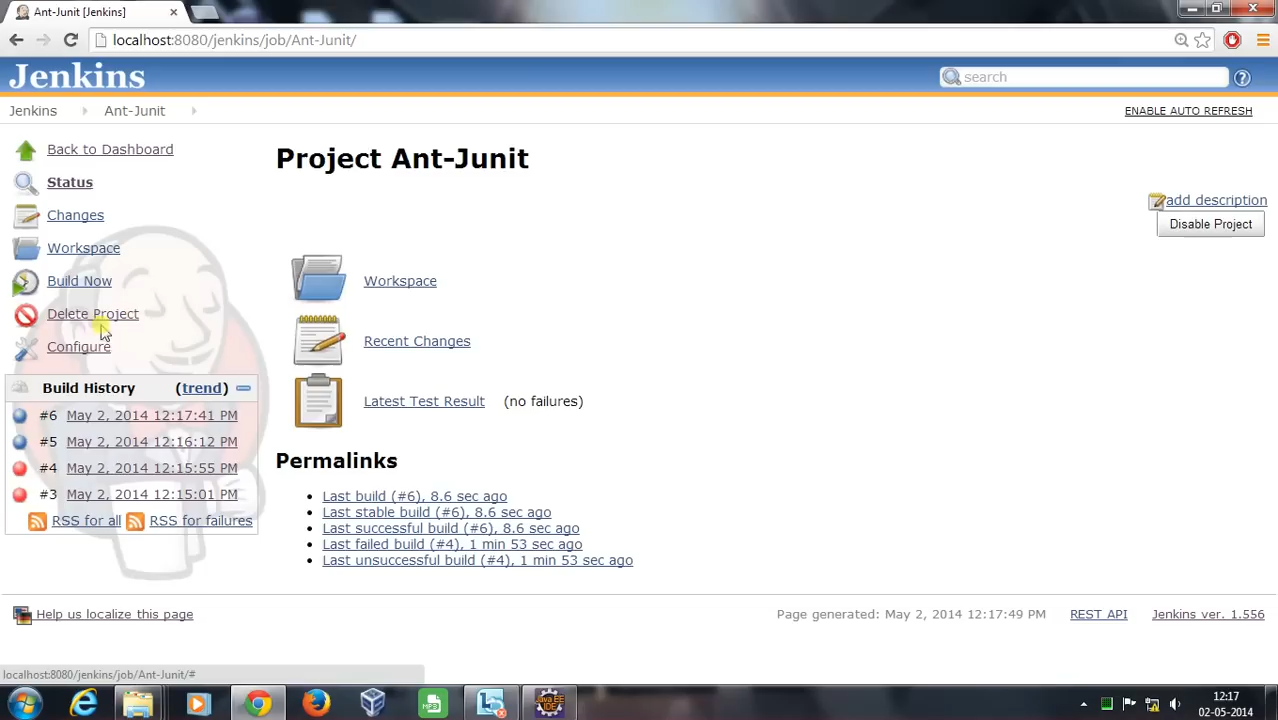 Ant-Junit [Jenkins]
localhost:8080/jenkins/job/Ant-Junit/
Jenkins
search
Jenkins Ant-Junit
ENABLE AUTO REFRESH
Back to Dashboard
Status
Changes
Workspace
Build Now
Delete Project
Configure
Build History (trend)
#6 May 2, 2014 12:17:41 PM
#5 May 2, 2014 12:16:12 PM
#4 May 2, 2014 12:15:55 PM
#3 May 2, 2014 12:15:01 PM
RSS for all RSS for failures
Project Ant-Junit
add description
Disable Project
Workspace
Recent Changes
Latest Test Result (no failures)
Permalinks
Last build (#6), 8.6 sec ago
Last stable build (#6), 8.6 sec ago
Last successful build (#6), 8.6 sec ago
Last failed build (#4), 1 min 53 sec ago
Last unsuccessful build (#4), 1 min 53 sec ago
Help us localize this page
Page generated: May 2, 2014 12:17:49 PM REST API Jenkins ver. 1.556
localhost:8080/jenkins/job/Ant-Junit/#
MPS
Java EE
IDE
12:17
02-05-2014